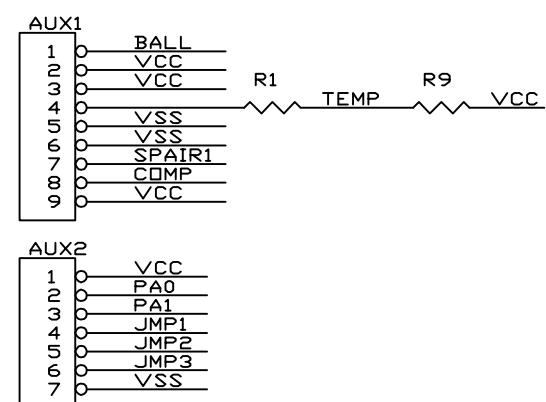 AUX1
1 BALL
2 VCC
3 VCC
4 R1 TEMP R9 VCC
5 VSS
6 VSS
7 SPAIR1
8 COMP
9 VCC
AUX2
1 VCC
2 PA0
3 PA1
4 JMP1
5 JMP2
6 JMP3
7 VSS